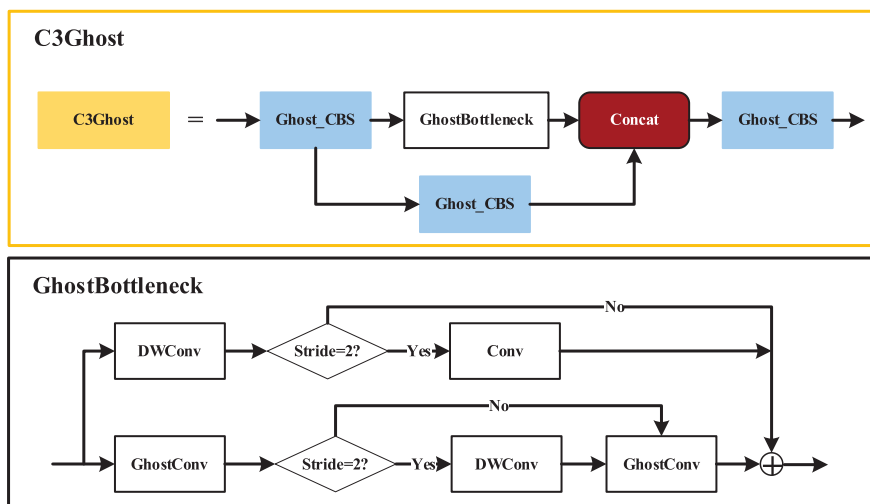 C3Ghost
C3Ghost = Ghost_CBS GhostBottleneck Concat Ghost_CBS
Ghost_CBS
GhostBottleneck
No
DWConv Stride=2? Yes Conv
No
GhostConv Stride=2? Yes DWConv GhostConv